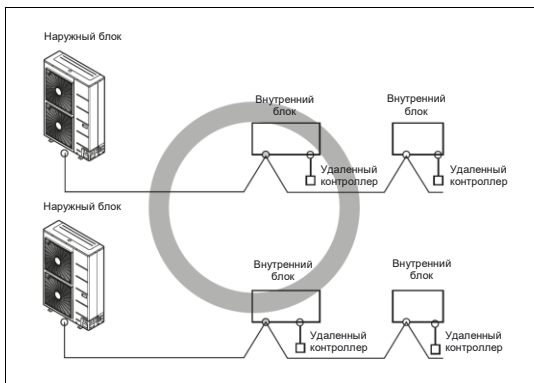 Наружный блок
Внутренний
блок
Внутренний
блок
Удаленный
контроллер
Удаленный
контроллер
Наружный блок
Внутренний
блок
Внутренний
блок
Удаленный
контроллер
Удаленный
контроллер